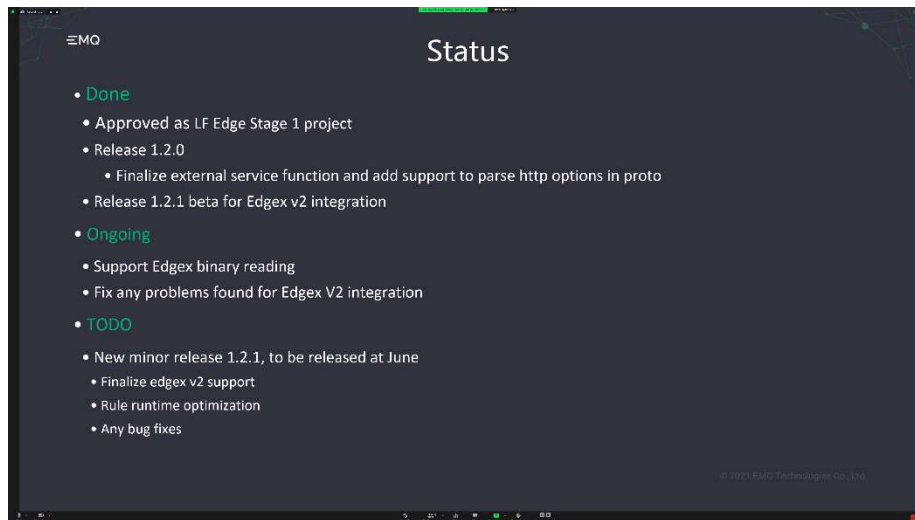 EMQ
Status
Done
Approved as LF Edge Stage 1 project
Release 1.2.0
Finalize external service function and add support to parse http options in proto
Release 1.2.1 beta for Edgex v2 integration
Ongoing
Support Edgex binary reading
Fix any problems found for Edgex V2 integration
TODO
New minor release 1.2.1, to be released at June
Finalize edgex v2 support
Rule runtime optimization
Any bug fixes
© 2021 EMQ Technologies Co., Ltd.